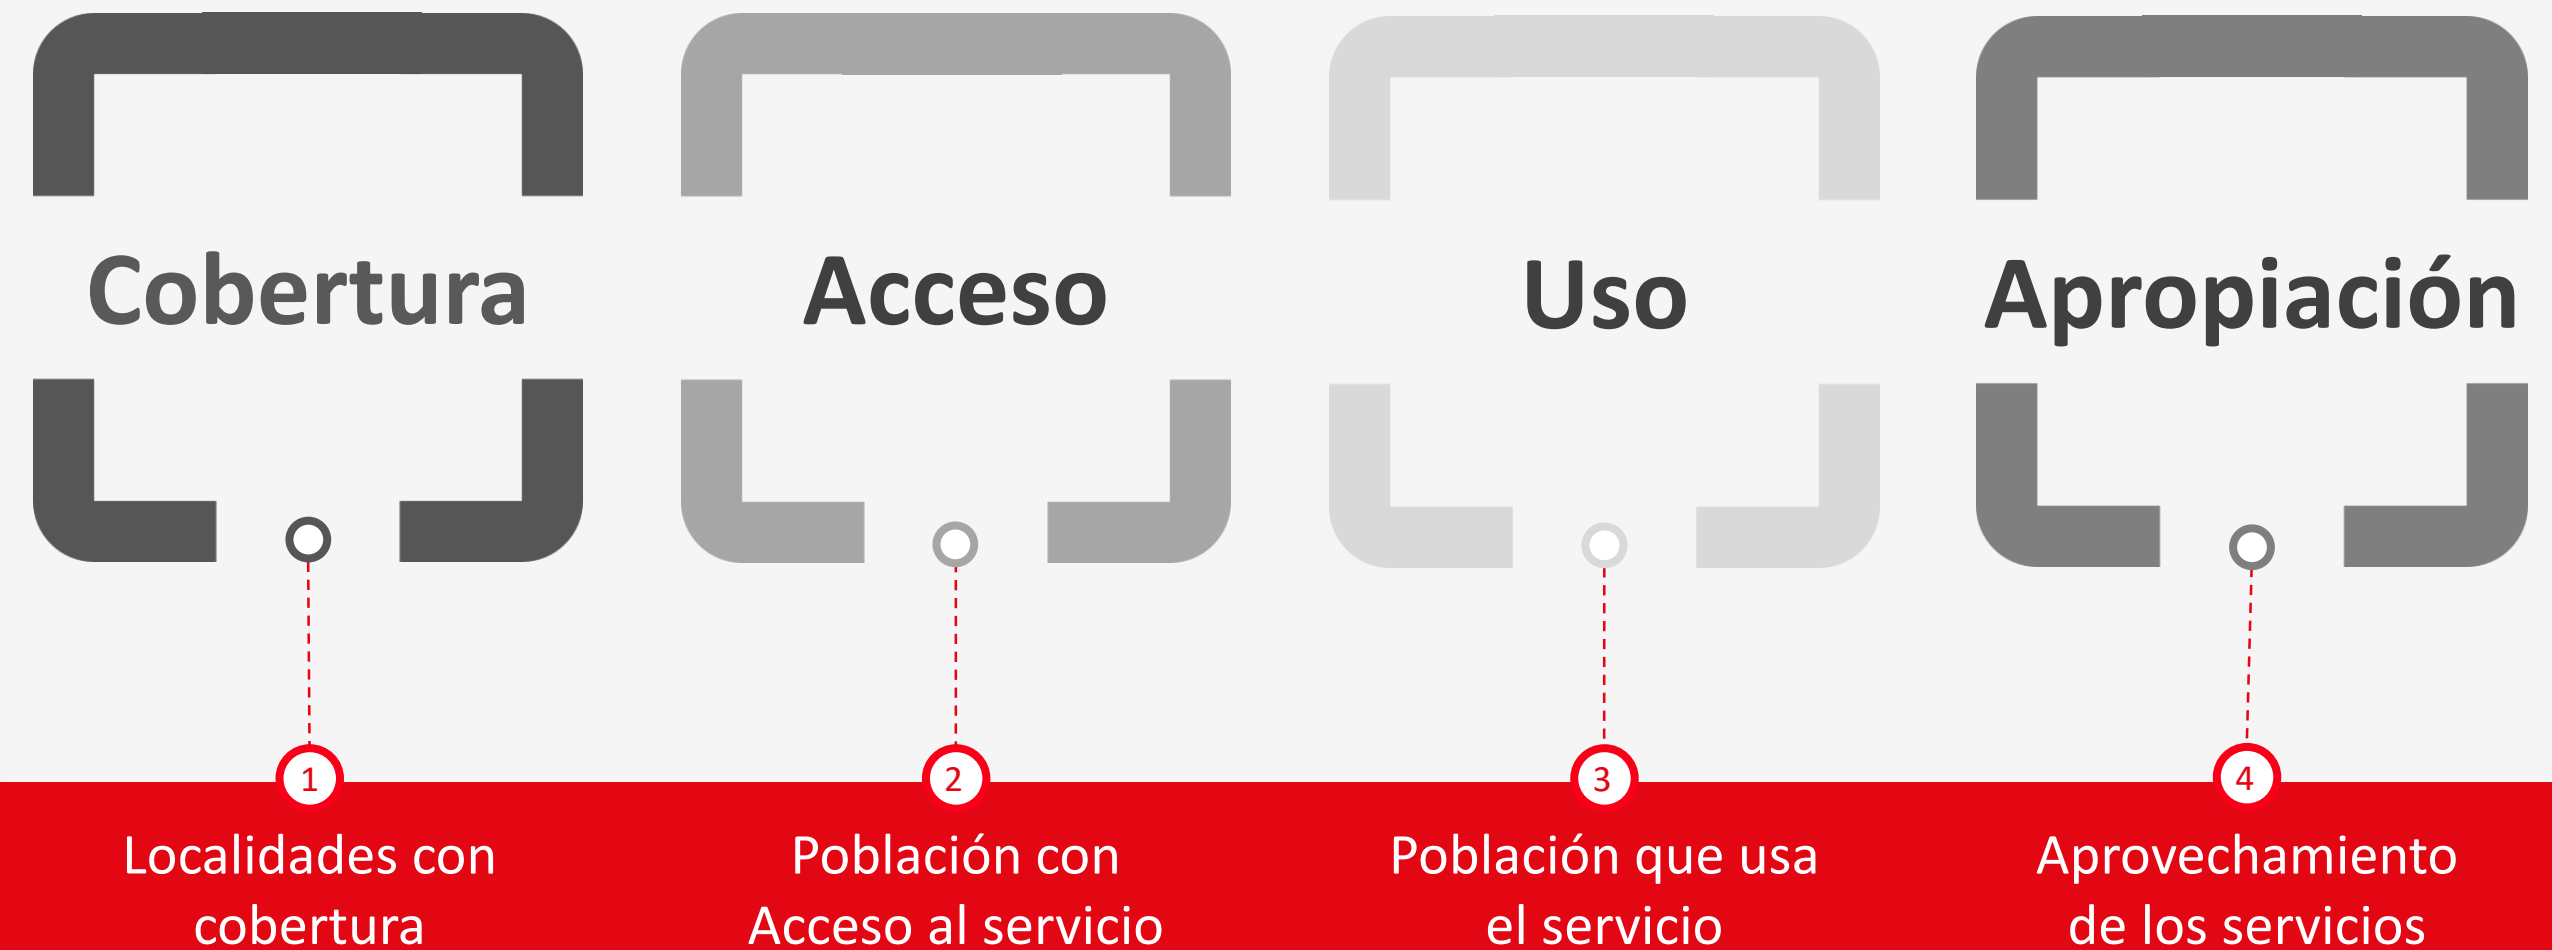 Cobertura
Acceso
Uso
Apropiación
1
2
3
4
Localidades con
cobertura
Población con
Acceso al servicio
Población que usa
el servicio
Aprovechamiento
de los servicios